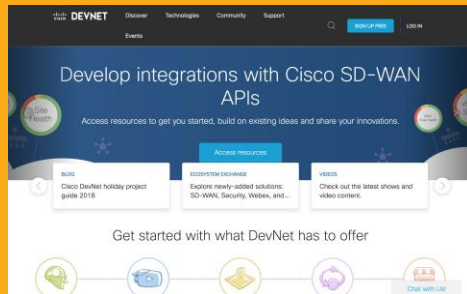 cisco DEVNET
Discover Technologies Community Support
Events
SIGN UP FREE LOG IN
Develop integrations with Cisco SD-WAN
APIs
Access resources to get you started, build on existing ideas and share your innovations.
Site
Health
Access resources
BLOG
Cisco DevNet holiday project
guide 2018
ECOSYSTEM EXCHANGE
Explore newly-added solutions:
SD-WAN, Security, Webex, and...
VIDEOS
Check out the latest shows and
video content.
Get started with what DevNet has to offer
Chat with Us!